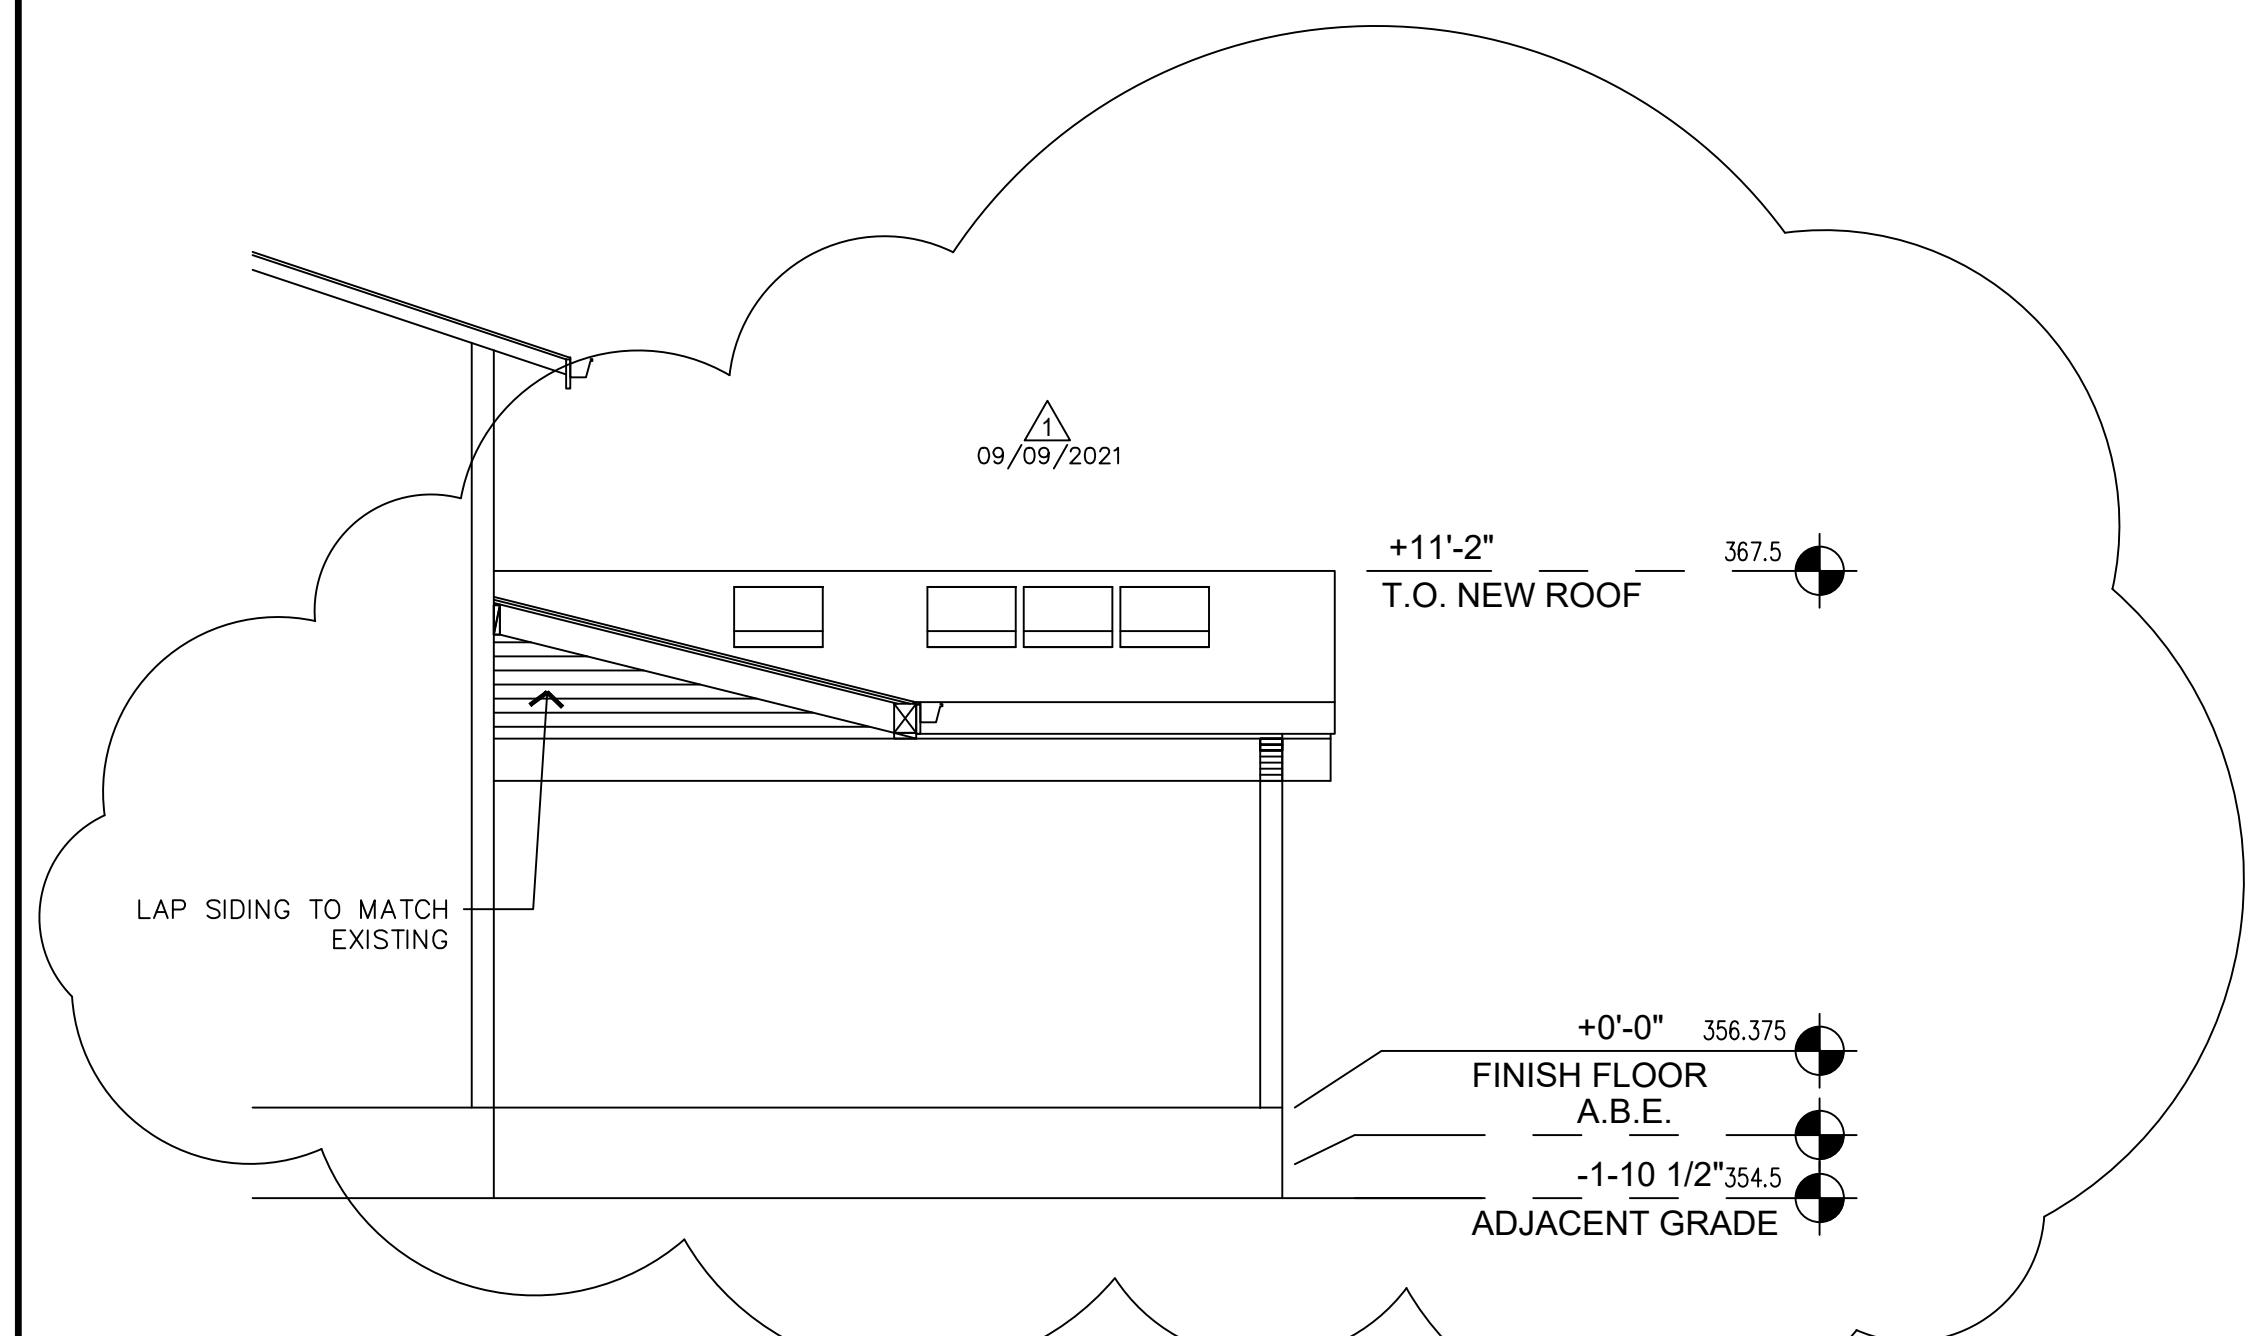 1
09/09/2021
+11'-2" 367.5
T.O. NEW ROOF
LAP SIDING TO MATCH
EXISTING
+0'-0" 356.375
FINISH FLOOR
A.B.E.
-1-10 1/2" 354.5
ADJACENT GRADE